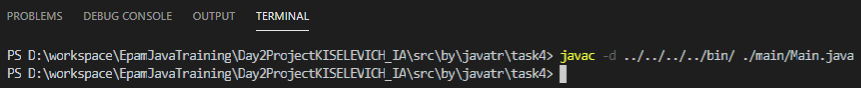 PROBLEMS DEBUG CONSOLE OUTPUT TERMINAL
PS D:\workspace\EpamJavaTraining\Day2ProjectKISELEVICH_IA\src\by\javatr\task4> javac -d ../../../../bin/ ./main/Main.java
PS D:\workspace\EpamJavaTraining\Day2ProjectKISELEVICH_IA\src\by\javatr\task4>